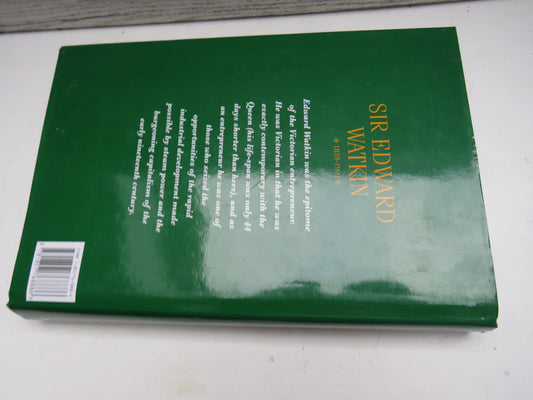 SIR EDWARD
WATKIN
Edward Watkin was the epitome
of the Victorian entrepreneur.
He was Victorian in that he was
exactly contemporary with the
Queen (his life-span was only 44
days shorter than hers), and as
an entrepreneur he was one of
those who seized the
opportunities of the rapid
industrial development made
possible by steam power and the
burgeoning capitalism of the
early nineteenth century.